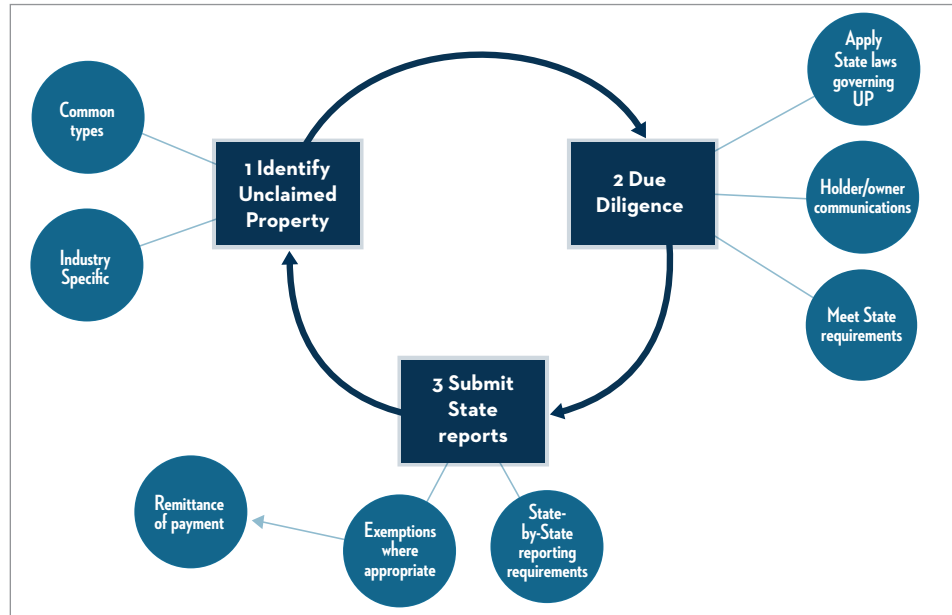 Common
types
Industry
Specific
1 Identify
Unclaimed
Property
2 Due
Diligence
Apply
State laws
governing
UP
Holder/owner
communications
Meet State
requirements
3 Submit
State
reports
Remittance
of payment
Exemptions
where
appropriate
State-
by-State
reporting
requirements